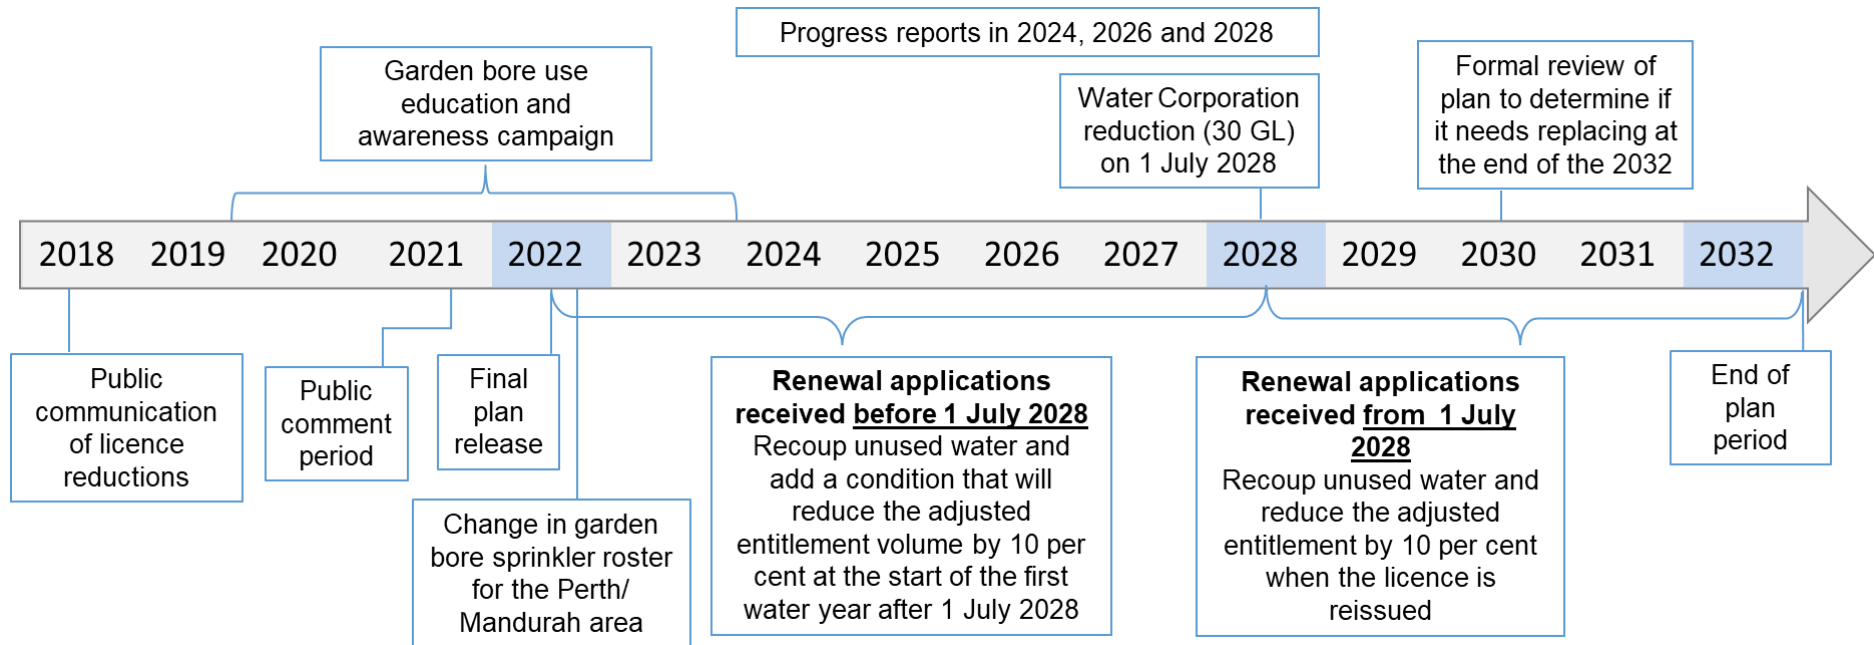 Progress reports in 2024, 2026 and 2028
Garden bore use
education and
awareness campaign
Water Corporation
reduction (30 GL)
on 1 July 2028
Formal review of
plan to determine if
it needs replacing at
the end of the 2032
2018 2019 2020 2021 2022 2023 2024 2025 2026 2027 2028 2029 2030 2031 2032
Public
communication
of licence
reductions
Public
comment
period
Final
plan
release
Change in garden
bore sprinkler roster
for the Perth/
Mandurah area
Renewal applications
received before 1 July 2028
Recoup unused water and
add a condition that will
reduce the adjusted
entitlement volume by 10 per
cent at the start of the first
water year after 1 July 2028
Renewal applications
received from 1 July
2028
Recoup unused water and
reduce the adjusted
entitlement by 10 per cent
when the licence is
reissued
End of
plan
period